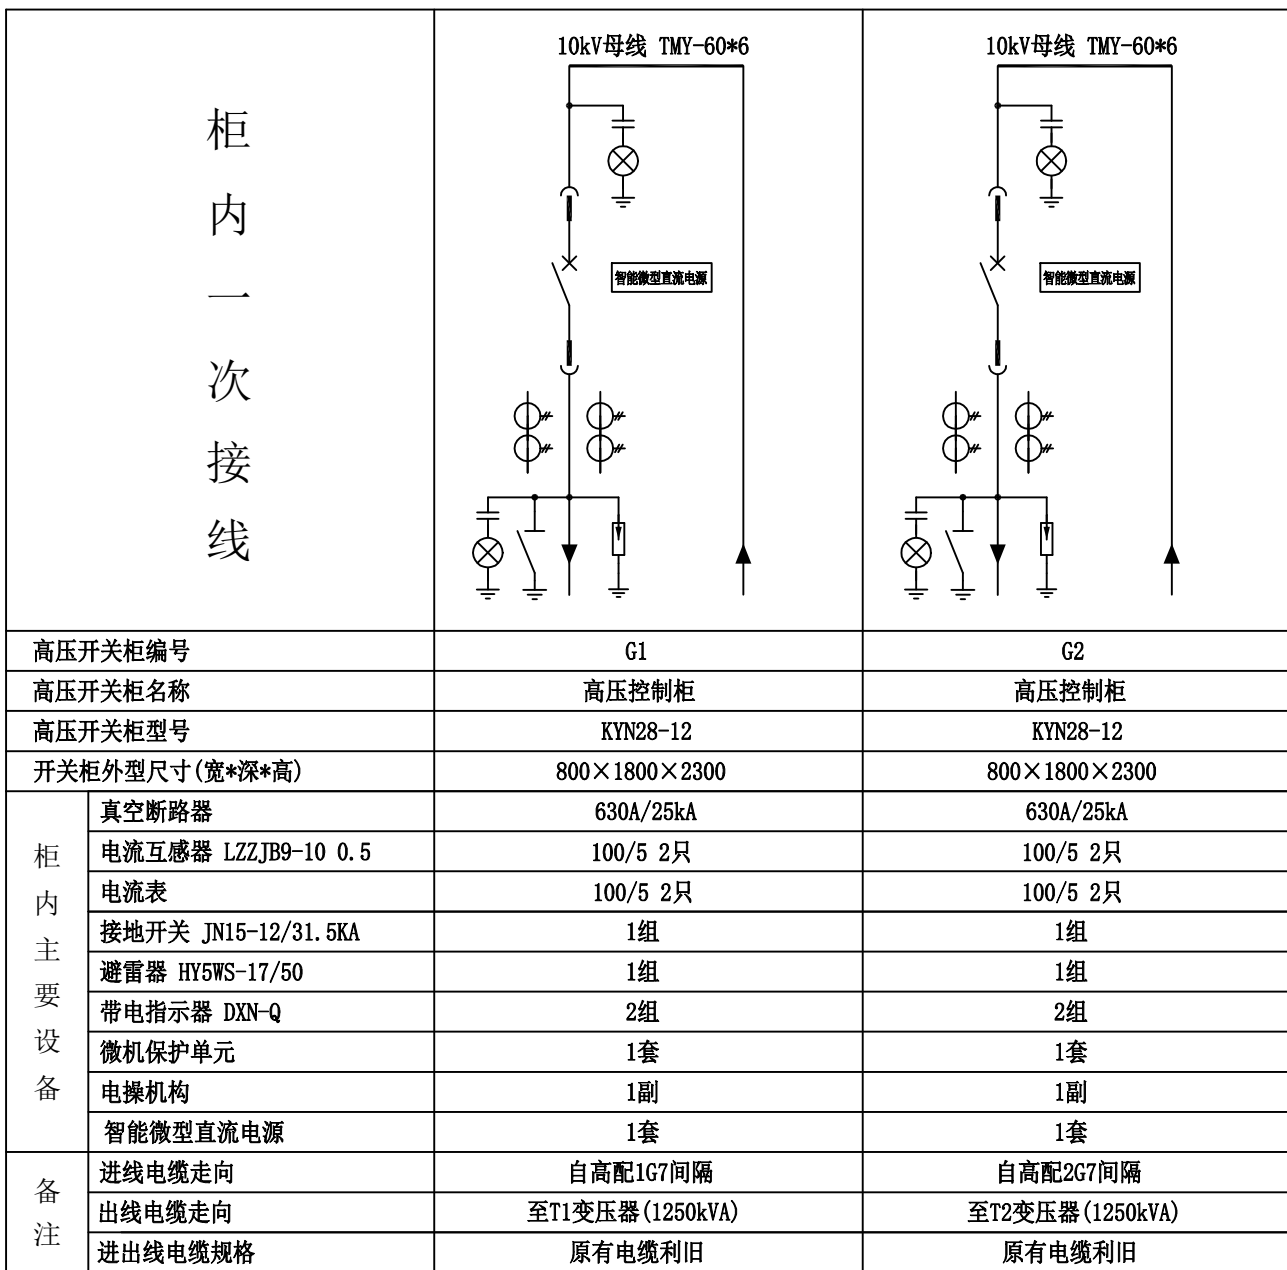 10kV母线 TMY-60*6 10kV母线 TMY-60*6
柜内一次接线
智能微型直流电源 智能微型直流电源
高压开关柜编号 G1 G2
高压开关柜名称 高压控制柜 高压控制柜
高压开关柜型号 KYN28-12 KYN28-12
开关柜外型尺寸(宽*深*高) 800×1800×2300 800×1800×2300
柜内主要设备
真空断路器 630A/25kA 630A/25kA
电流互感器 LZZJB9-10 0.5 100/5 2只 100/5 2只
电流表 100/5 2只 100/5 2只
接地开关 JN15-12/31.5KA 1组 1组
避雷器 HY5WS-17/50 1组 1组
带电指示器 DXN-Q 2组 2组
微机保护单元 1套 1套
电操机构 1副 1副
智能微型直流电源 1套 1套
备注
进线电缆走向 自高配1G7间隔 自高配2G7间隔
出线电缆走向 至T1变压器(1250kVA) 至T2变压器(1250kVA)
进出线电缆规格 原有电缆利旧 原有电缆利旧